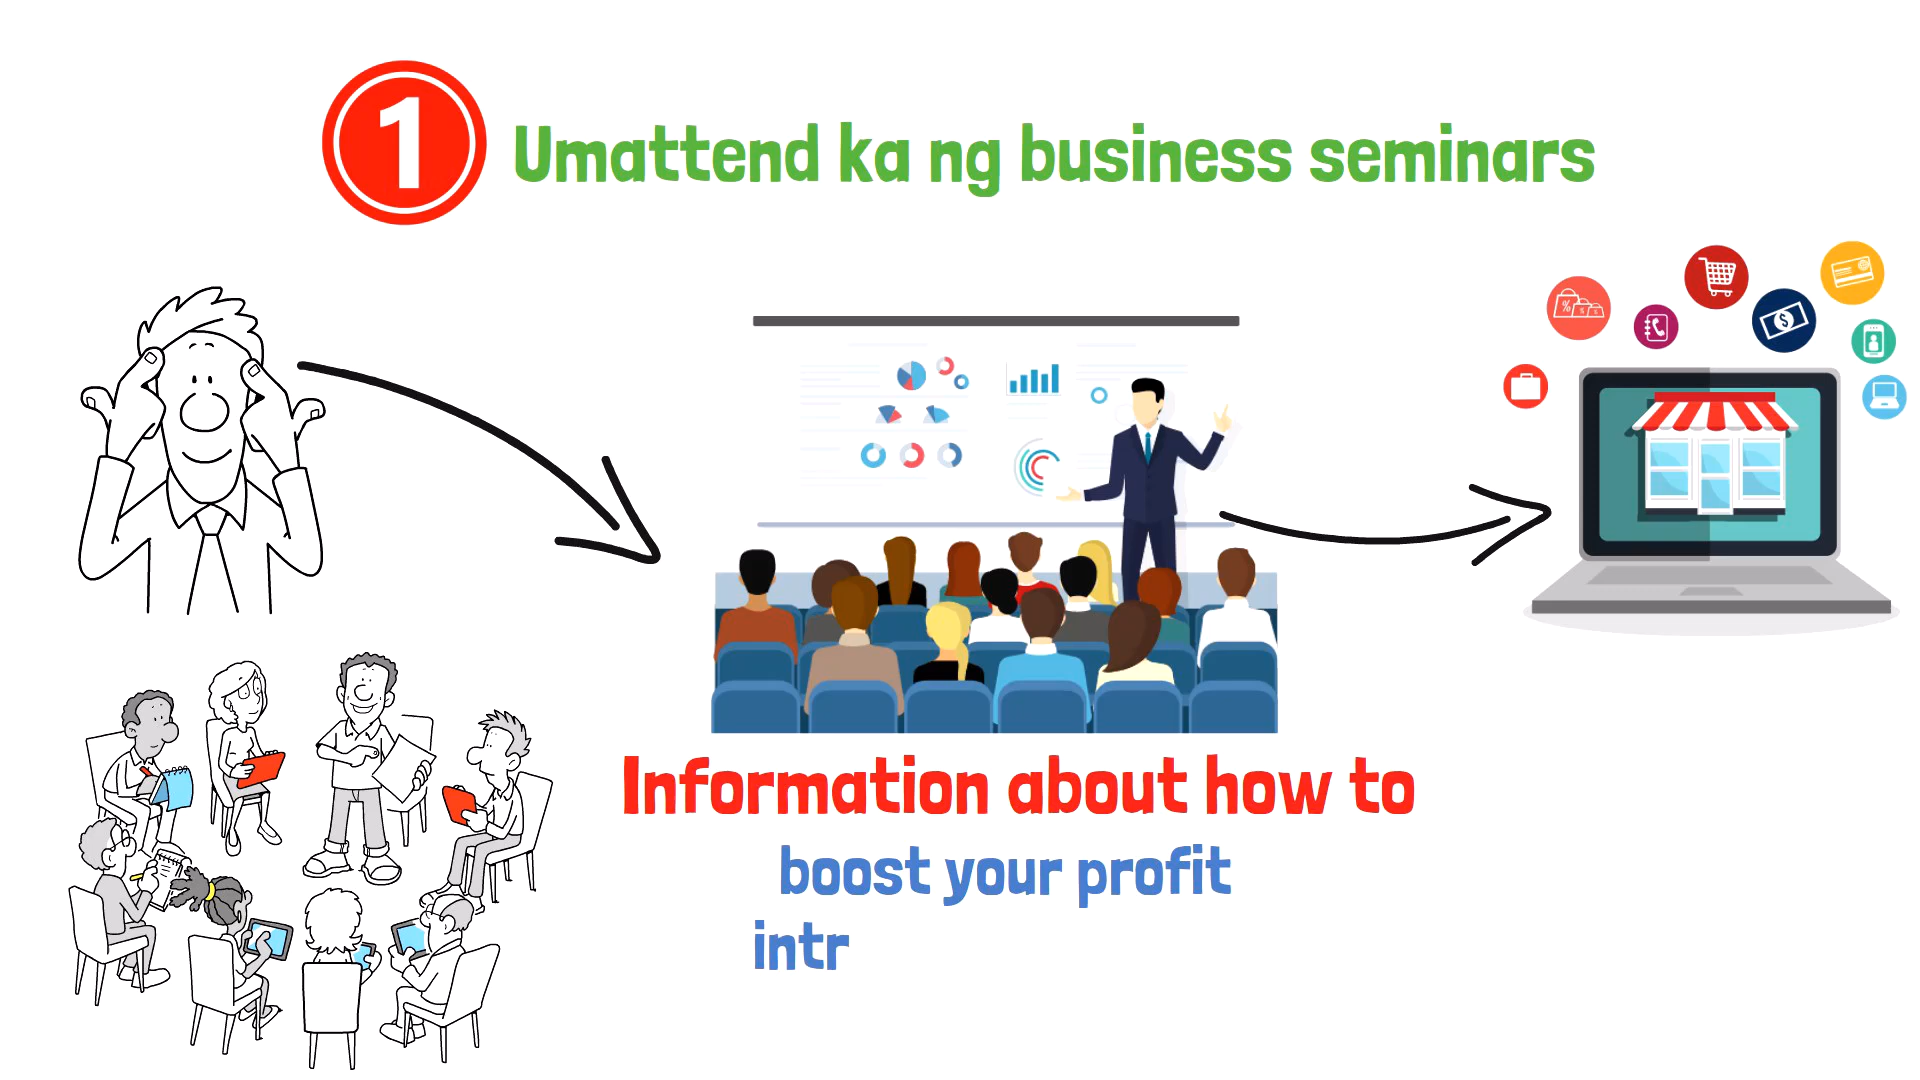 1
Umattend ka ng business seminars
Information about how to
boost your profit
intr